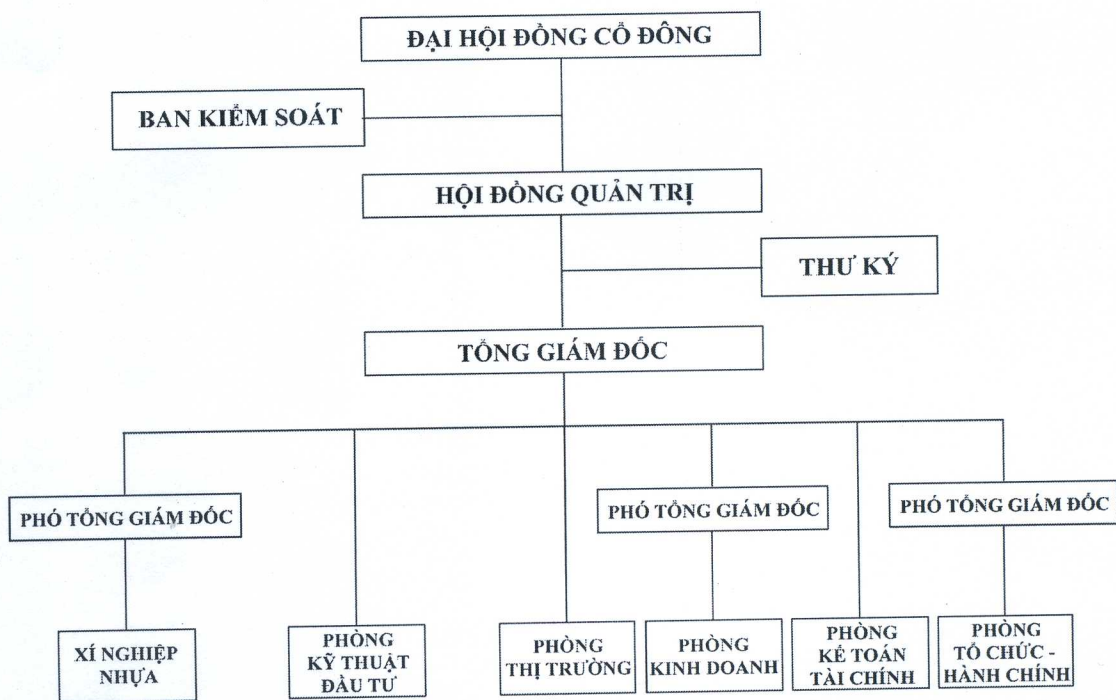 ĐẠI HỘI ĐỒNG CỔ ĐÔNG
BAN KIỂM SOÁT
HỘI ĐỒNG QUẢN TRỊ
THƯ KÝ
TỔNG GIÁM ĐỐC
PHÓ TỔNG GIÁM ĐỐC
PHÓ TỔNG GIÁM ĐỐC
PHÓ TỔNG GIÁM ĐỐC
XÍ NGHIỆP
NHỰA
PHÒNG
KỸ THUẬT
ĐẦU TƯ
PHÒNG
THỊ TRƯỜNG
PHÒNG
KINH DOANH
PHÒNG
KẾ TOÁN
TÀI CHÍNH
PHÒNG
TỔ CHỨC -
HÀNH CHÍNH